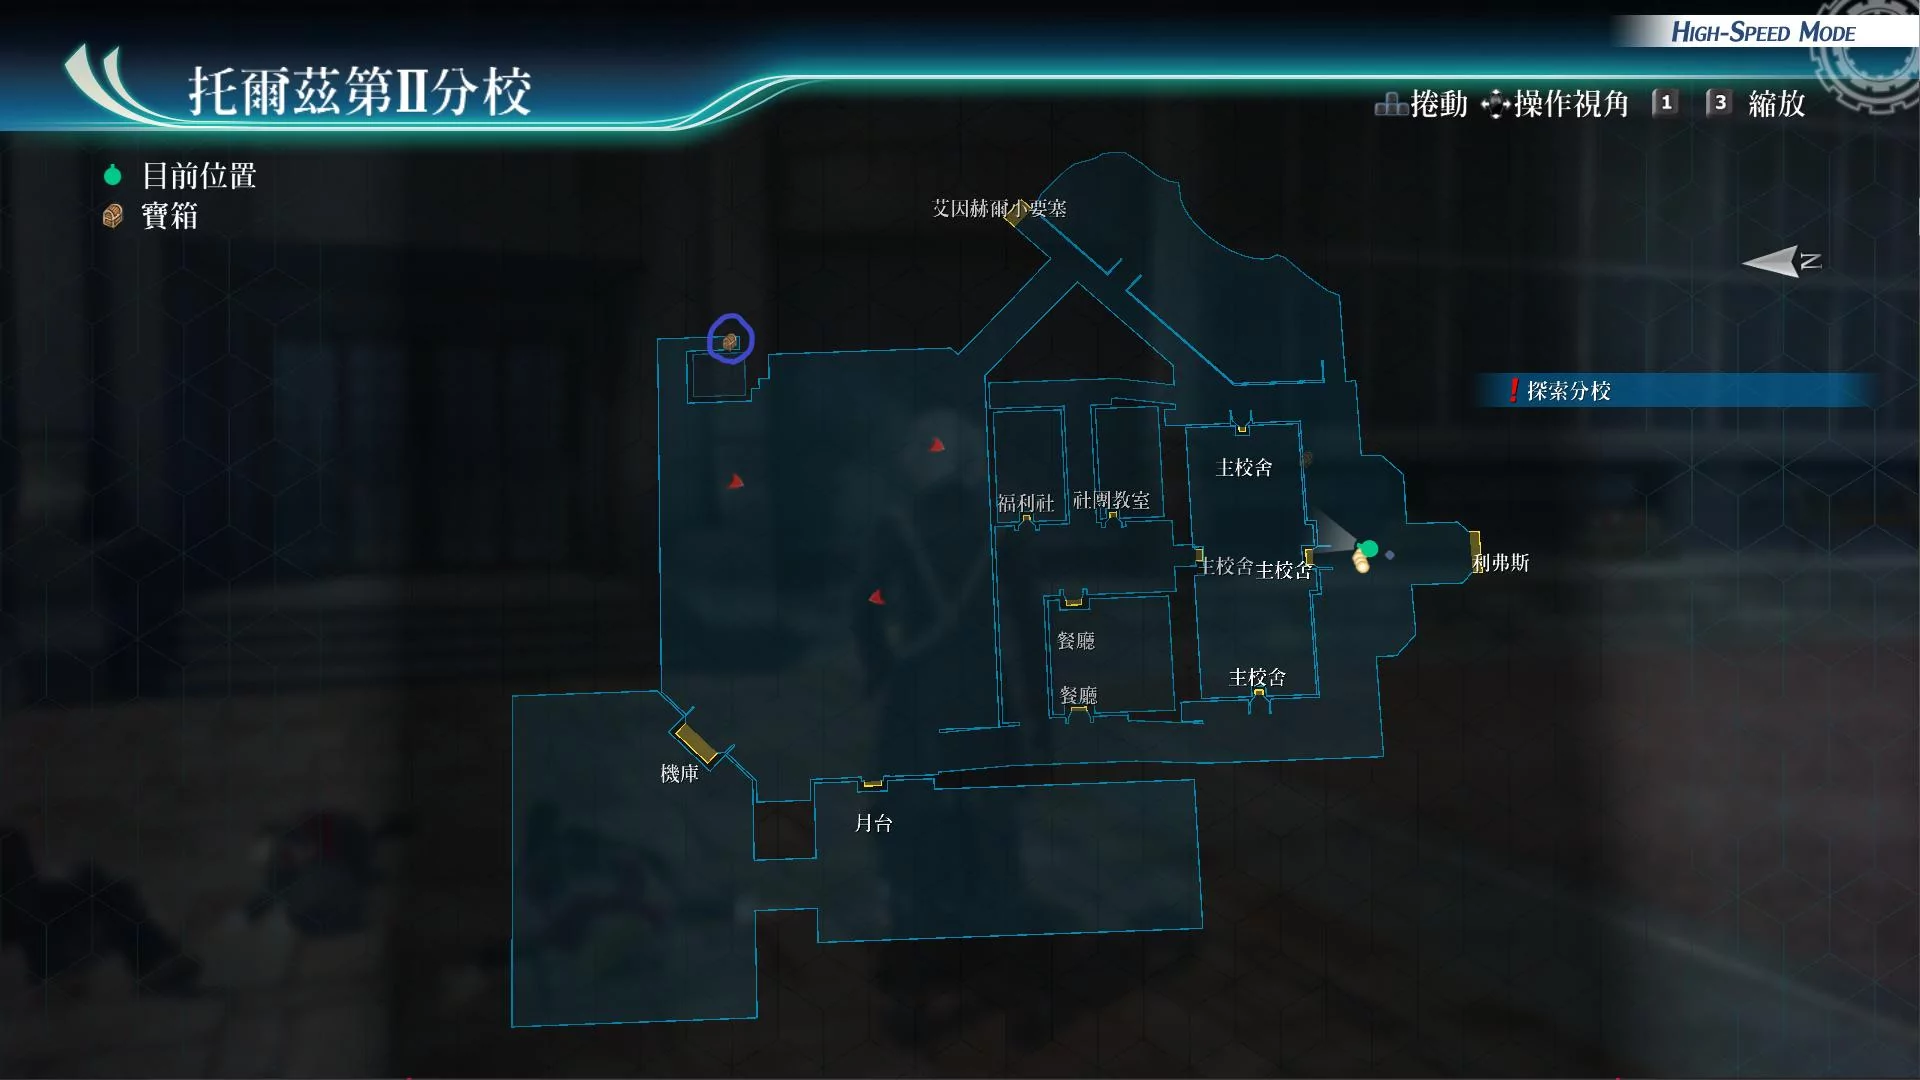 HIGH-SPEED MODE
托爾茲第Ⅱ分校
捲動 操作視角 1 3 縮放
目前位置
寶箱
艾因赫爾小要塞
N
探索分校
主校舍
福利社
社團教室
主校舍
主校舍
利弗斯
餐廳
主校舍
餐廳
機庫
月台